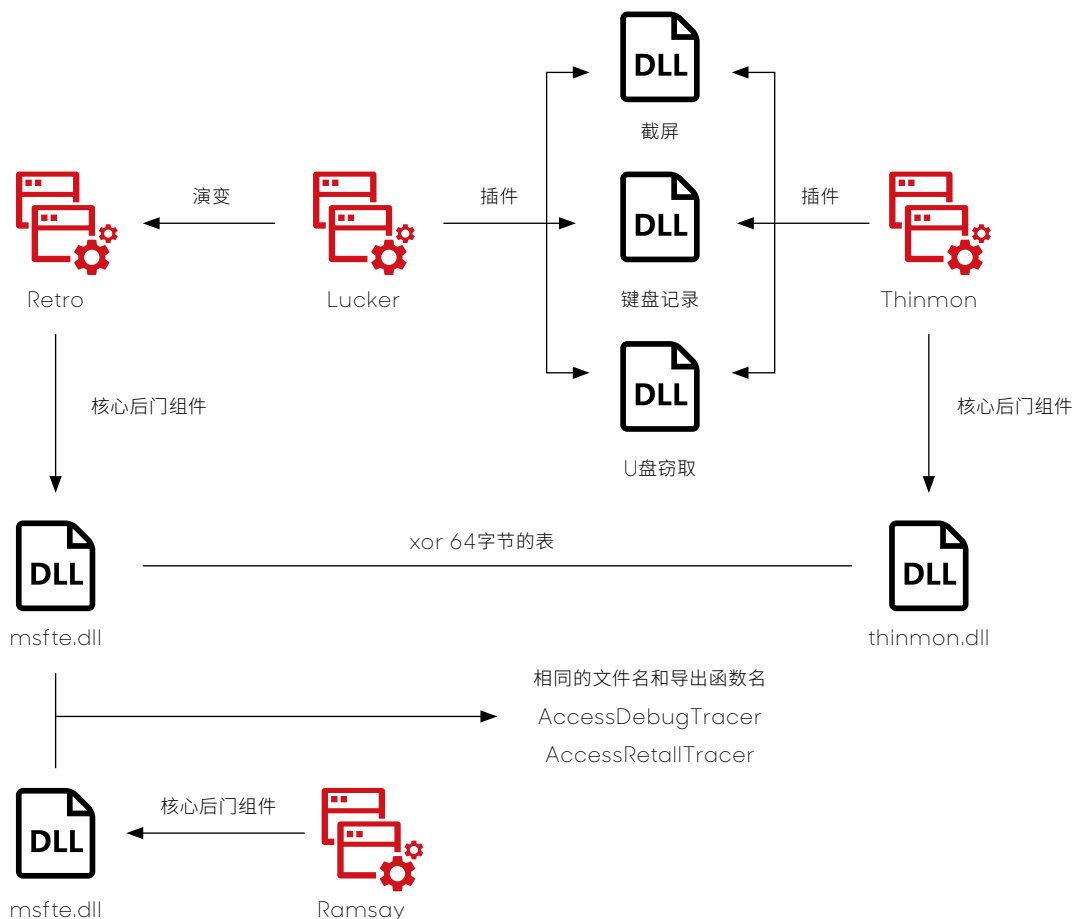 DLL
截屏
演变
插件
DLL
插件
Retro
Lucker
键盘记录
Thinmon
核心后门组件
DLL
核心后门组件
U盘窃取
xor 64字节的表
DLL
DLL
msfte.dll
thinmon.dll
相同的文件名和导出函数名
AccessDebugTracer
AccessRetallTracer
核心后门组件
DLL
msfte.dll
Ramsay